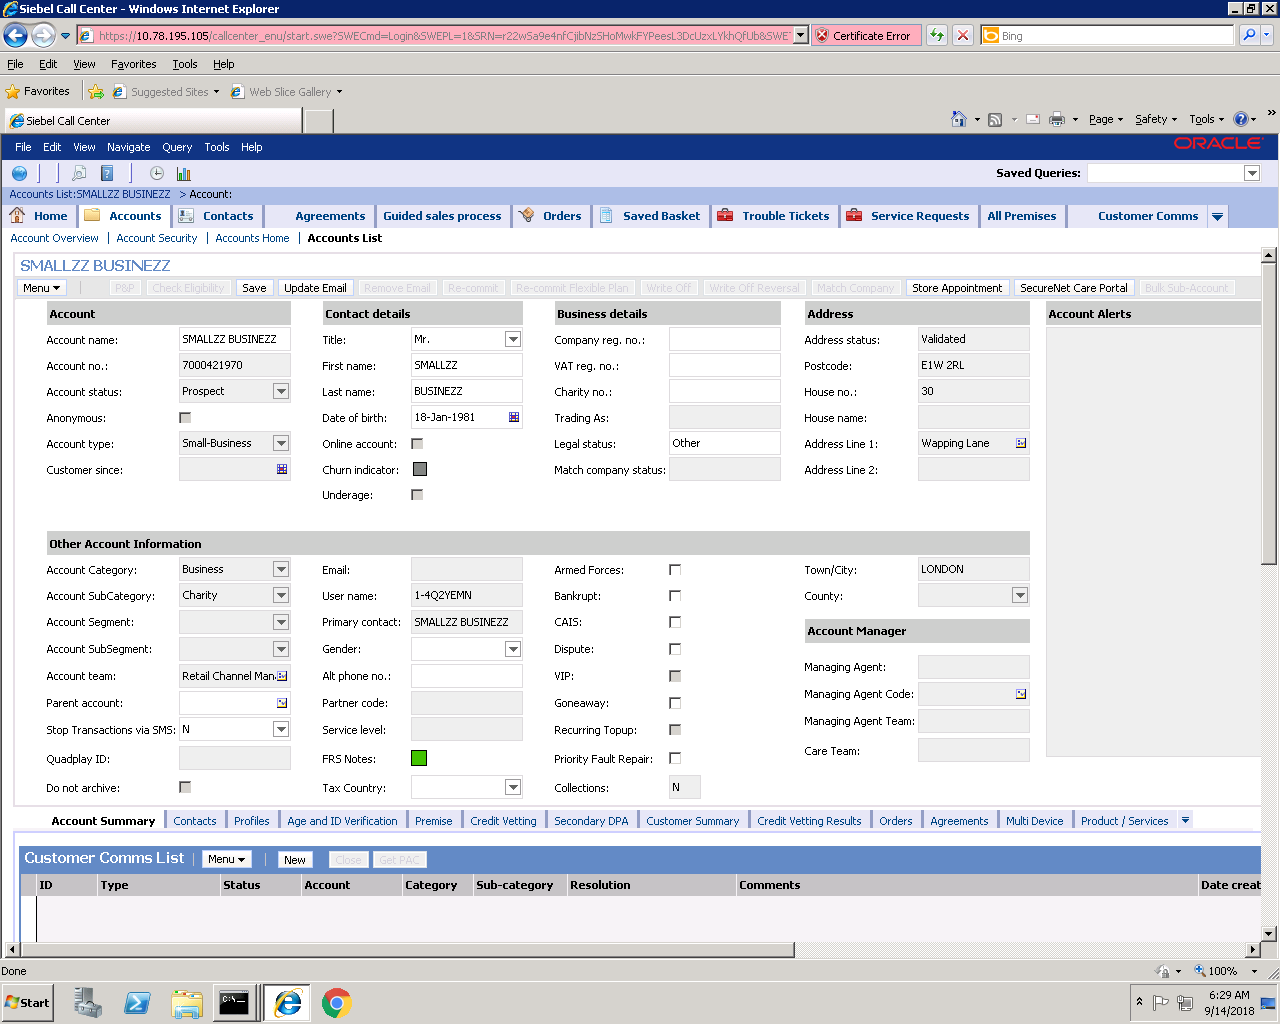 Siebel Call Center - Windows Internet Explorer
https://10.78.195.105/callcenter_enu/start.swe?SWECmd=Login&SWEPL=1&SRN= Certificate Error Bing
File Edit View Favorites Tools Help
Favorites Suggested Sites Web Slice Gallery
Siebel Call Center Page Safety Tools »
File Edit View Navigate Query Tools Help ORACLE
Saved Queries:
Accounts List:SMALLZZ BUSINEZZ > Account:
Home Accounts Contacts Agreements Guided sales process Orders Saved Basket Trouble Tickets Service Requests All Premises Customer Comms
Account Overview Account Security Accounts Home Accounts List
SMALLZZ BUSINEZZ
Menu P&P Check Eligibility Save Update Email Remove Email Re-commit Re-commit Flexible Plan Write Off Write Off Reversal Match Company Store Appointment SecureNet Care Portal Bulk Sub-Account
Account Contact details Business details Address Account Alerts
Account name: SMALLZZ BUSINEZZ Title: Mr. Company reg. no.: Address status: Validated
Account no.: 7000421970 First name: SMALLZZ VAT reg. no.: Postcode: E1W 2RL
Account status: Prospect Last name: BUSINEZZ Charity no.: House no.: 30
Anonymous: Date of birth: 18-Jan-1981 Trading As: House name:
Account type: Small-Business Online account: Legal status: Other Address Line 1: Wapping Lane
Customer since: Churn indicator: Match company status: Address Line 2:
Underage:
Other Account Information
Account Category: Business Email: Armed Forces: Town/City: LONDON
Account SubCategory: Charity User name: 1-4Q2YEMN Bankrupt: County:
Account Segment: Primary contact: SMALLZZ BUSINEZZ CAIS: Account Manager
Account SubSegment: Gender: Dispute:
Account team: Retail Channel Man Alt phone no.: VIP: Managing Agent:
Parent account: Partner code: Goneaway: Managing Agent Code:
Stop Transactions via SMS: N Service level: Recurring Topup: Managing Agent Team:
Quadplay ID: FRS Notes: Priority Fault Repair: Care Team:
Do not archive: Tax Country: Collections: N
Account Summary Contacts Profiles Age and ID Verification Premise Credit Vetting Secondary DPA Customer Summary Credit Vetting Results Orders Agreements Multi Device Product / Services
Customer Comms List Menu New Close Get PAC
ID Type Status Account Category Sub-category Resolution Comments Date creat
Done 100%
Start C:\. 6:29 AM
9/14/2018